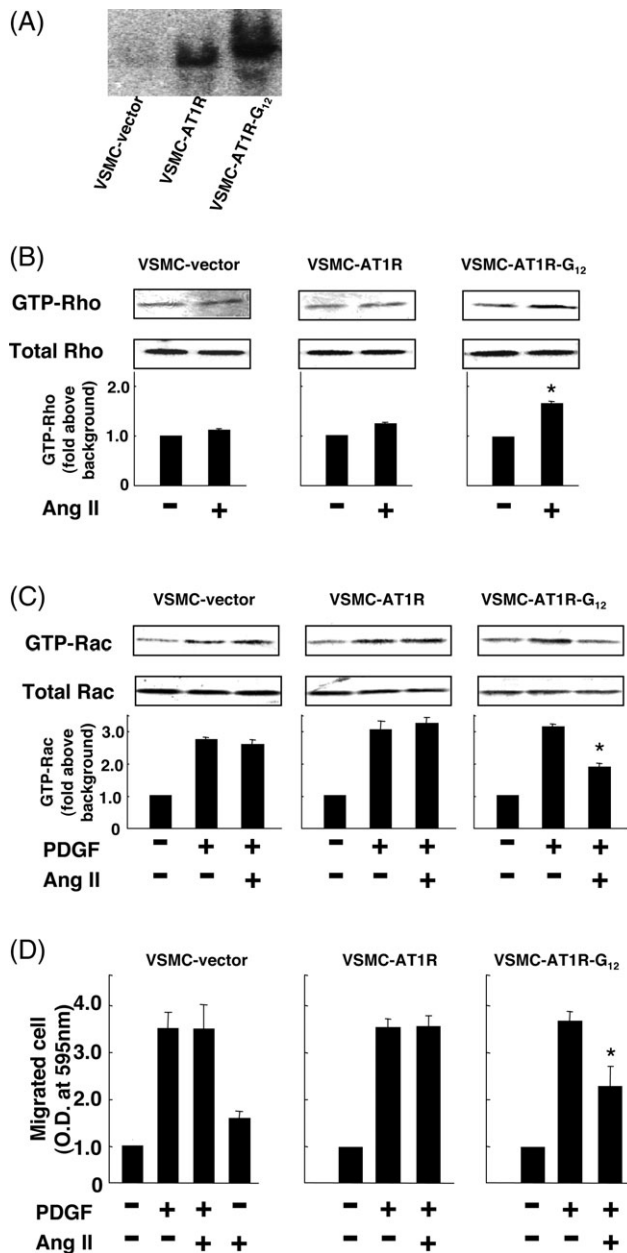 (A)
VSMC-vector
VSMC-AT1R
VSMC-AT1R-G₁₂
(B)
VSMC-vector VSMC-AT1R VSMC-AT1R-G₁₂
GTP-Rho
Total Rho
GTP-Rho
(fold above
background)
2.0
1.0
0
*
Ang II - + - + - +
(C)
VSMC-vector VSMC-AT1R VSMC-AT1R-G₁₂
GTP-Rac
Total Rac
GTP-Rac
(fold above
background)
3.0
2.0
1.0
0
*
PDGF - + + - + + - + +
Ang II - - + - - + - - +
(D)
VSMC-vector VSMC-AT1R VSMC-AT1R-G₁₂
Migrated cell
(O.D. at 595nm)
4.0
2.0
1.0
0
*
PDGF - + + - - + + - + +
Ang II - - + + - - + - - +